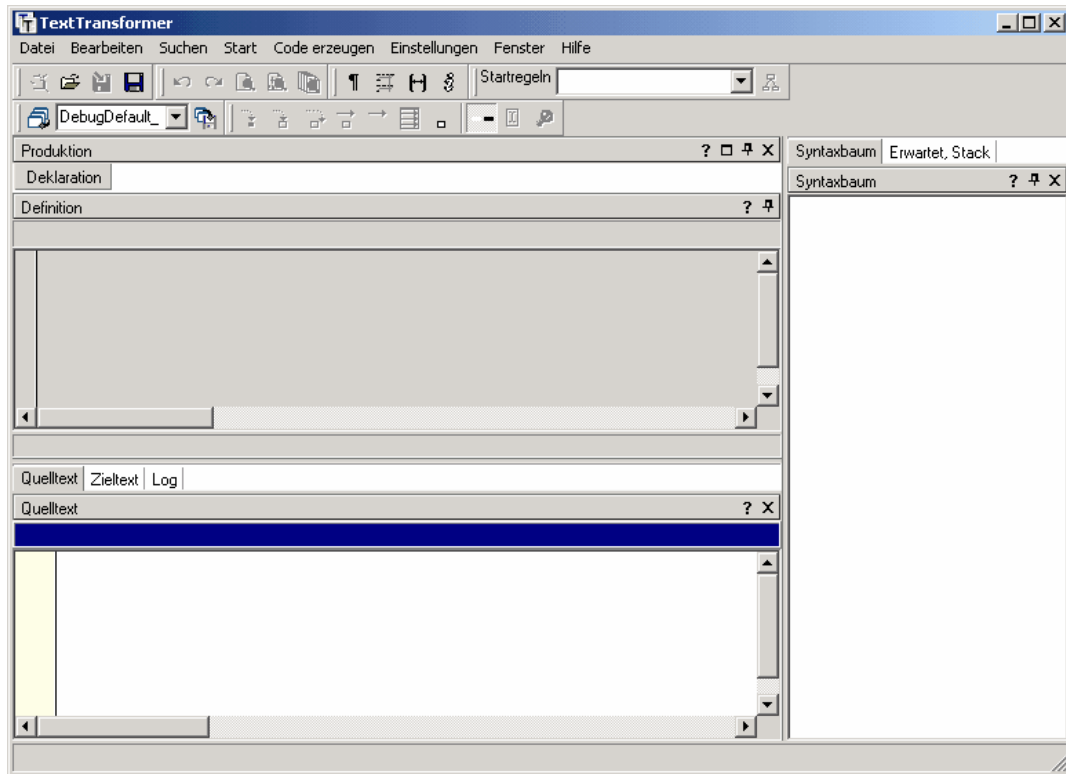 TextTransformer
Datei Bearbeiten Suchen Start Code erzeugen Einstellungen Fenster Hilfe
Startregeln
DebugDefault_
Produktion
Deklaration
Definition
Syntaxbaum Erwartet, Stack
Syntaxbaum
Quelltext Zieltext Log
Quelltext